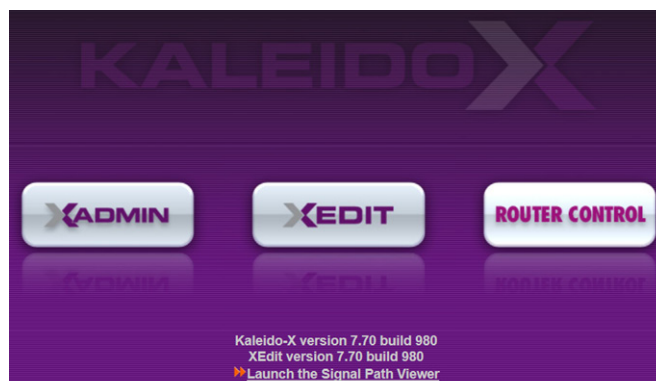 KALEIDO X
XADMIN
XEDIT
ROUTER CONTROL
Kaleido-X version 7.70 build 980
XEdit version 7.70 build 980
Launch the Signal Path Viewer